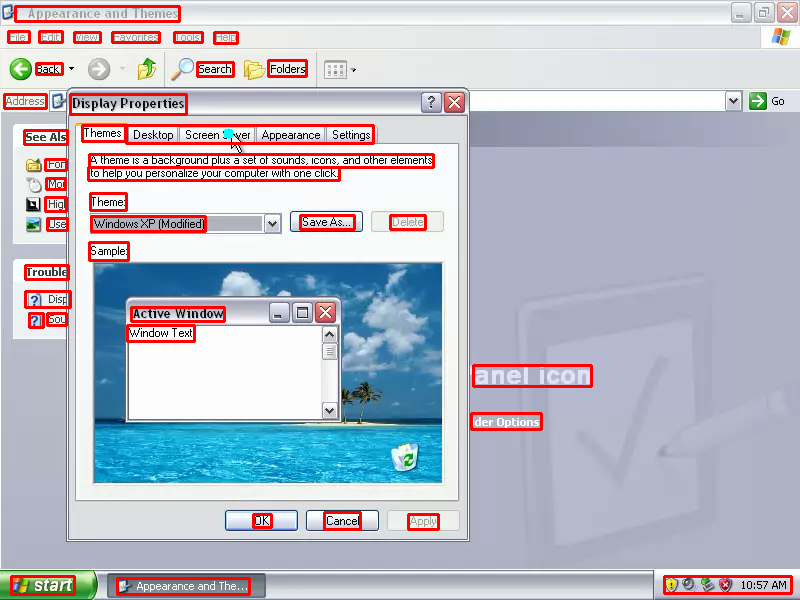 Appearance and Themes
File Edit View Favorites Tools Help
Back Search Folders
Address Go
Display Properties
See Als
Themes Desktop Screen Appearance Settings
A theme is a background plus a set of sounds, icons, and other elements
to help you personalize your computer with one click.
Fon
Mou
High
Use
Theme:
Windows XP (Modified) Save As... Delete
Sample:
Trouble
Disp
Sou
Active Window
Window Text
anel icon
der Options
OK Cancel Apply
start Appearance and The... 10:57 AM